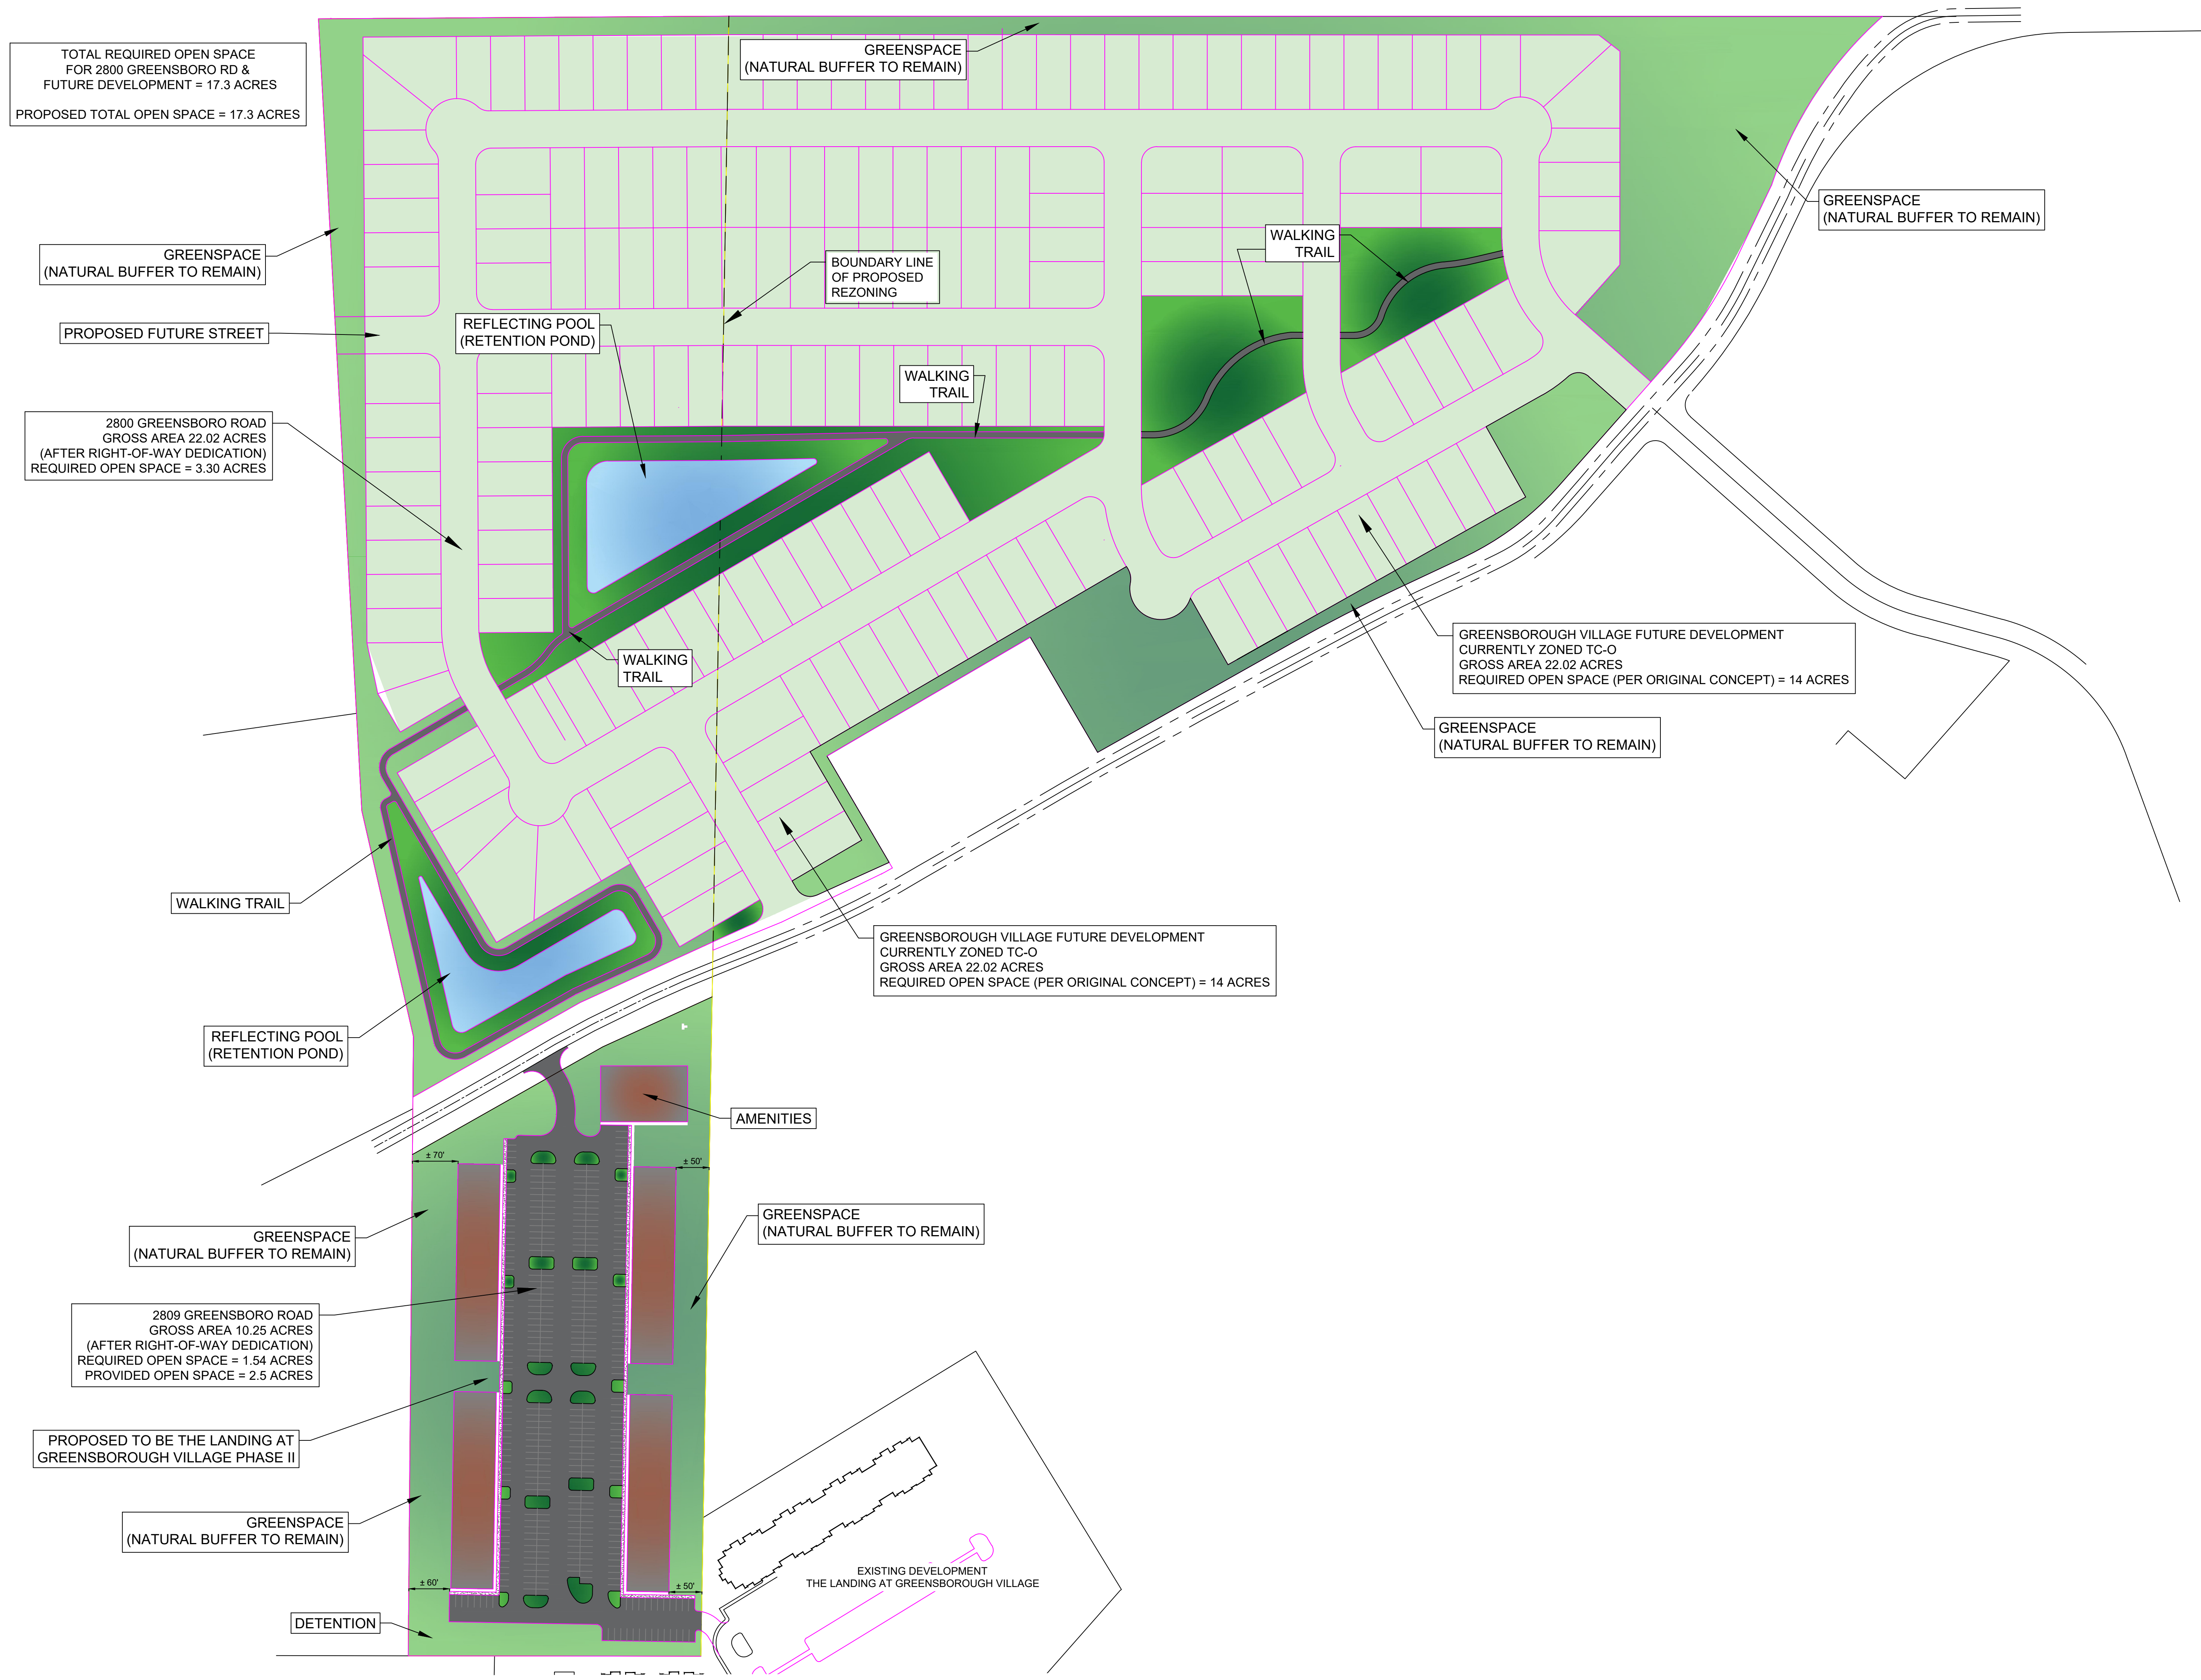 TOTAL REQUIRED OPEN SPACE
FOR 2800 GREENSBORO RD &
FUTURE DEVELOPMENT = 17.3 ACRES
PROPOSED TOTAL OPEN SPACE = 17.3 ACRES
GREENSPACE
(NATURAL BUFFER TO REMAIN)
GREENSPACE
(NATURAL BUFFER TO REMAIN)
GREENSPACE
(NATURAL BUFFER TO REMAIN)
WALKING
TRAIL
BOUNDARY LINE
OF PROPOSED
REZONING
PROPOSED FUTURE STREET
REFLECTING POOL
(RETENTION POND)
WALKING
TRAIL
2800 GREENSBORO ROAD
GROSS AREA 22.02 ACRES
(AFTER RIGHT-OF-WAY DEDICATION)
REQUIRED OPEN SPACE = 3.30 ACRES
WALKING
TRAIL
GREENSBOROUGH VILLAGE FUTURE DEVELOPMENT
CURRENTLY ZONED TC-O
GROSS AREA 22.02 ACRES
REQUIRED OPEN SPACE (PER ORIGINAL CONCEPT) = 14 ACRES
GREENSPACE
(NATURAL BUFFER TO REMAIN)
WALKING TRAIL
GREENSBOROUGH VILLAGE FUTURE DEVELOPMENT
CURRENTLY ZONED TC-O
GROSS AREA 22.02 ACRES
REQUIRED OPEN SPACE (PER ORIGINAL CONCEPT) = 14 ACRES
REFLECTING POOL
(RETENTION POND)
AMENITIES
± 70'
± 50'
GREENSPACE
(NATURAL BUFFER TO REMAIN)
GREENSPACE
(NATURAL BUFFER TO REMAIN)
2809 GREENSBORO ROAD
GROSS AREA 10.25 ACRES
(AFTER RIGHT-OF-WAY DEDICATION)
REQUIRED OPEN SPACE = 1.54 ACRES
PROVIDED OPEN SPACE = 2.5 ACRES
PROPOSED TO BE THE LANDING AT
GREENSBOROUGH VILLAGE PHASE II
GREENSPACE
(NATURAL BUFFER TO REMAIN)
EXISTING DEVELOPMENT
THE LANDING AT GREENSBOROUGH VILLAGE
± 60'
± 50'
DETENTION